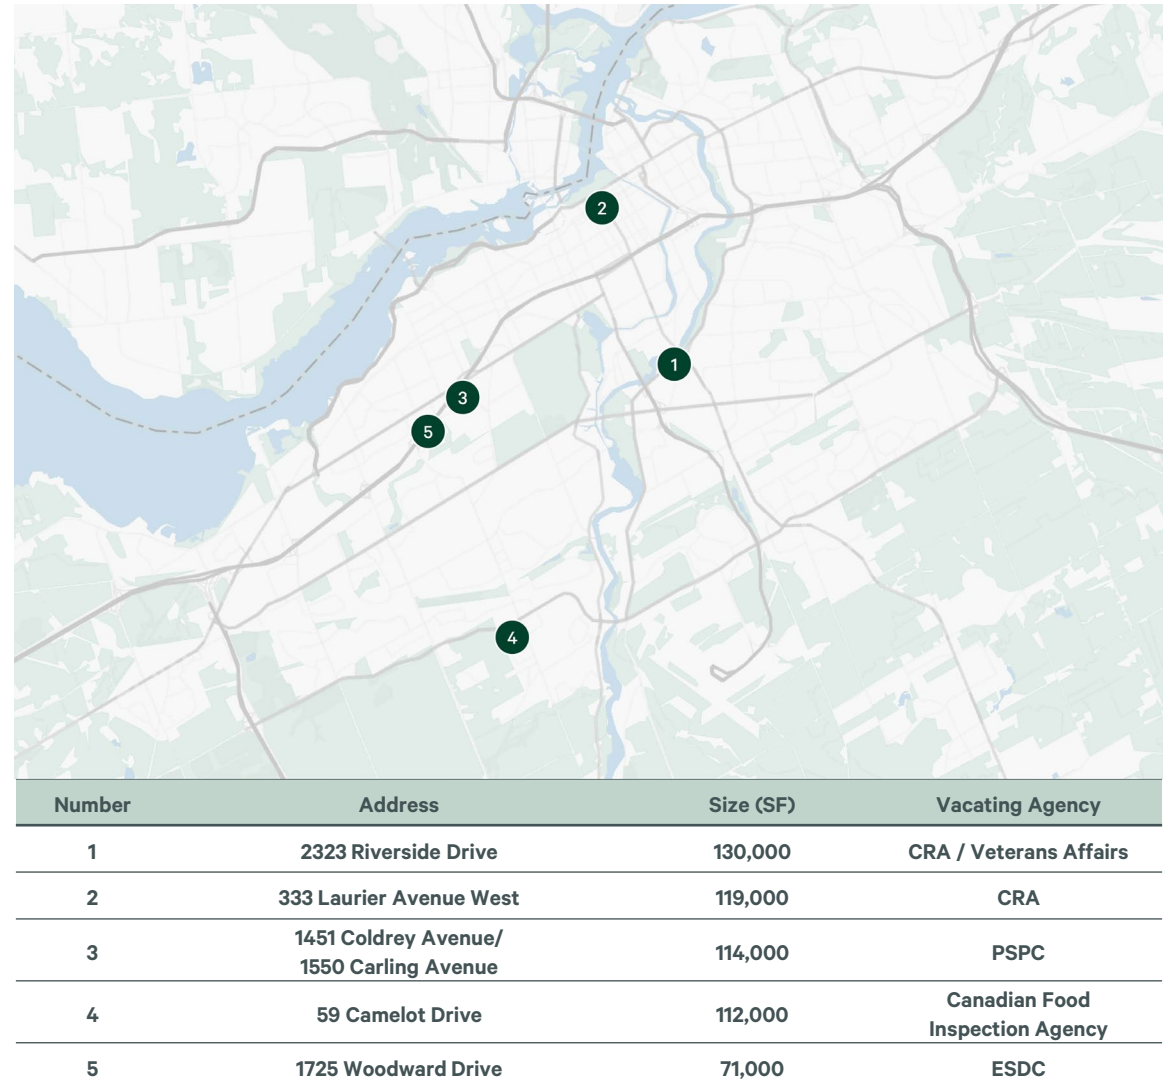 2
1
3
5
4
Number Address Size (SF) Vacating Agency
1 2323 Riverside Drive 130,000 CRA / Veterans Affairs
2 333 Laurier Avenue West 119,000 CRA
3 1451 Coldrey Avenue/
1550 Carling Avenue 114,000 PSPC
4 59 Camelot Drive 112,000 Canadian Food
Inspection Agency
5 1725 Woodward Drive 71,000 ESDC